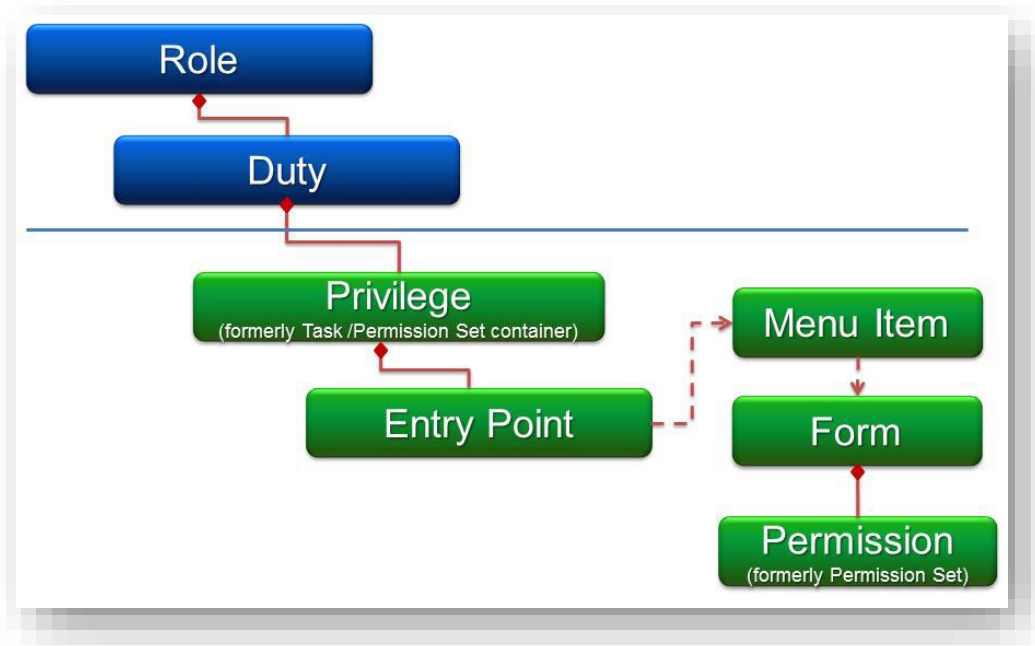 Role
Duty
Privilege
(formerly Task /Permission Set container)
Entry Point
Menu Item
Form
Permission
(formerly Permission Set)